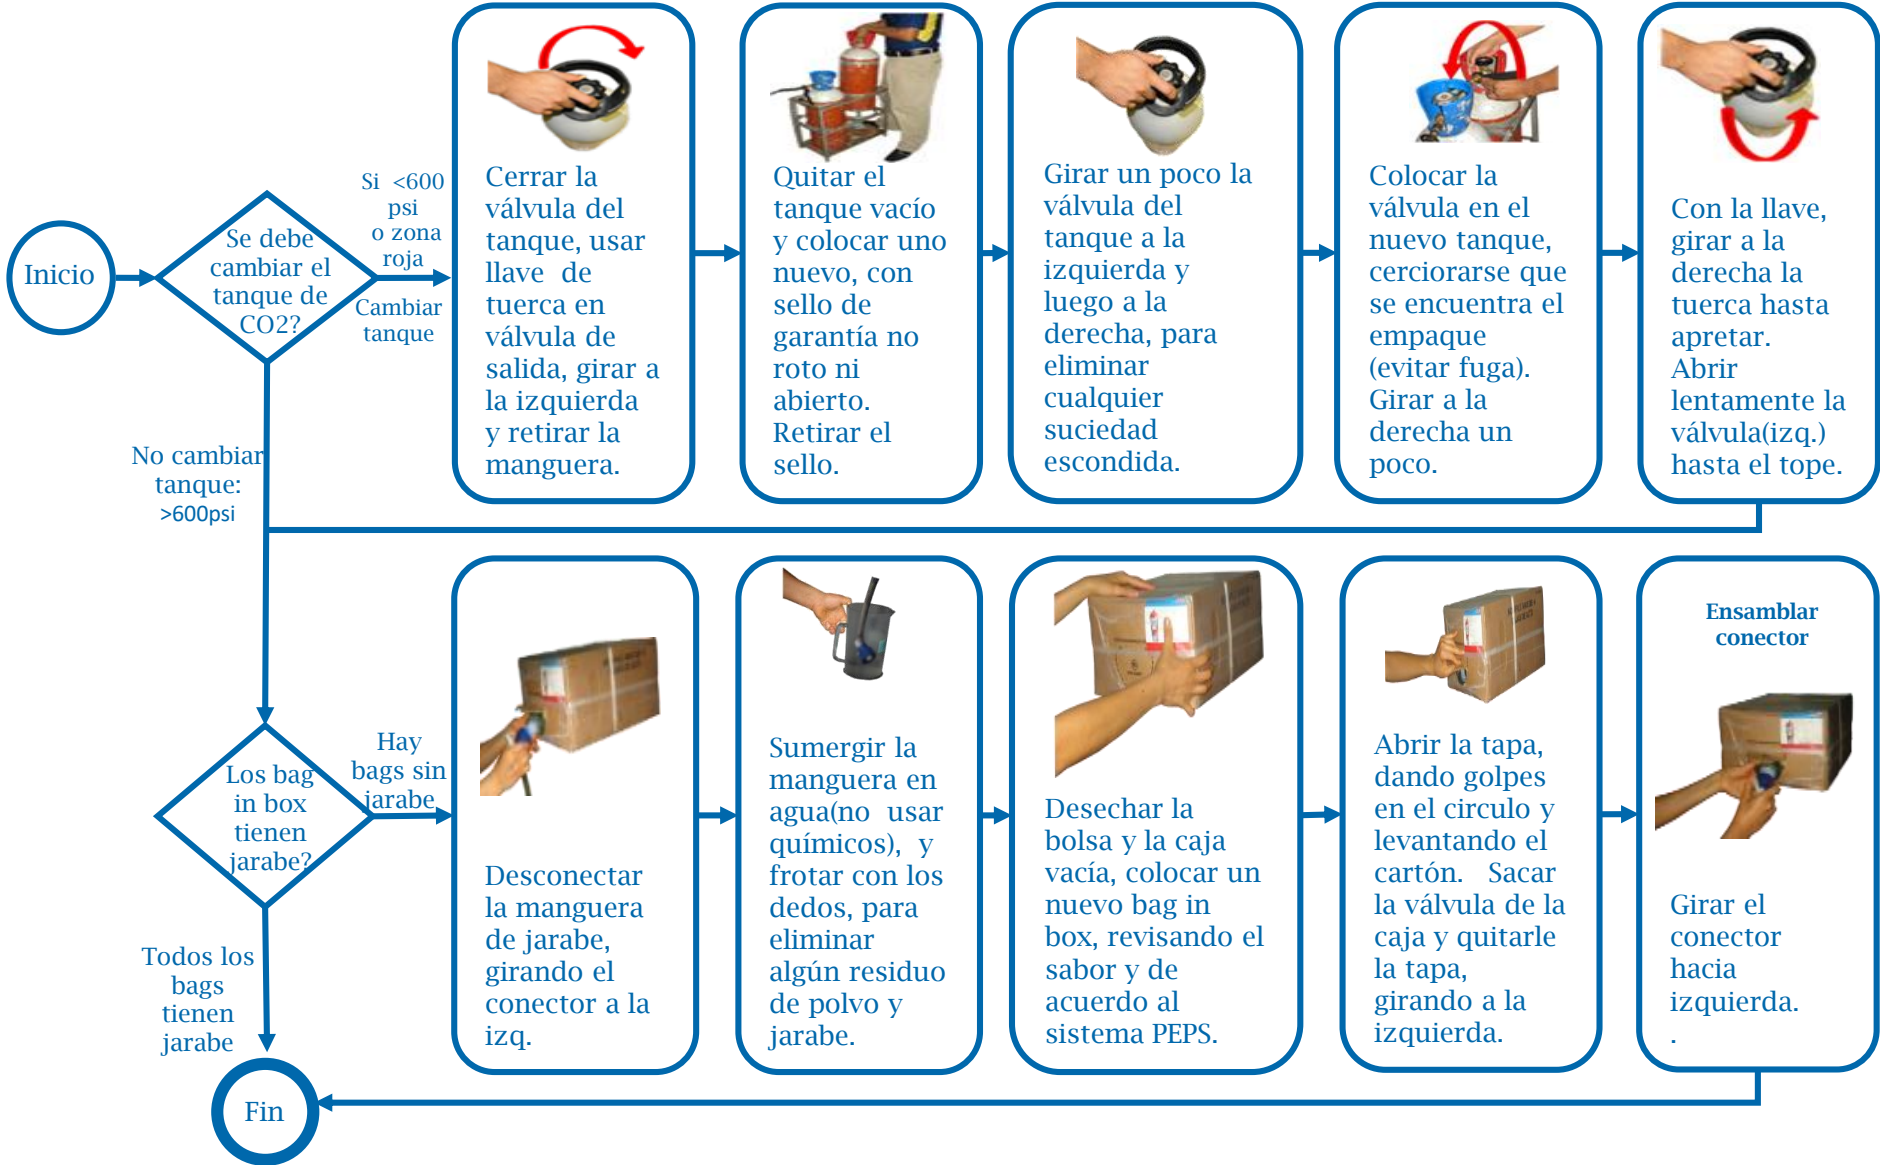 Inicio
Se debe
cambiar el
tanque de
CO2?
Si <600
psi
o zona
roja
Cambiar
tanque
Cerrar la
válvula del
tanque, usar
llave de
tuerca en
válvula de
salida, girar a
la izquierda
y retirar la
manguera.
Quitar el
tanque vacío
y colocar uno
nuevo, con
sello de
garantía no
roto ni
abierto.
Retirar el
sello.
Girar un poco la
válvula del
tanque a la
izquierda y
luego a la
derecha, para
eliminar
cualquier
suciedad
escondida.
Colocar la
válvula en el
nuevo tanque,
cerciorarse que
se encuentra el
empaque
(evitar fuga).
Girar a la
derecha un
poco.
Con la llave,
girar a la
derecha la
tuerca hasta
apretar.
Abrir
lentamente la
válvula(izq.)
hasta el tope.
No cambiar
tanque:
>600psi
Los bag
in box
tienen
jarabe?
Hay
bags sin
jarabe
Desconectar
la manguera
de jarabe,
girando el
conector a la
izq.
Sumergir la
manguera en
agua(no usar
químicos), y
frotar con los
dedos, para
eliminar
algún residuo
de polvo y
jarabe.
Desechar la
bolsa y la caja
vacía, colocar un
nuevo bag in
box, revisando el
sabor y de
acuerdo al
sistema PEPS.
Abrir la tapa,
dando golpes
en el circulo y
levantando el
cartón. Sacar
la válvula de la
caja y quitarle
la tapa,
girando a la
izquierda.
Ensamblar
conector
Girar el
conector
hacia
izquierda.
.
Todos los
bags
tienen
jarabe
Fin